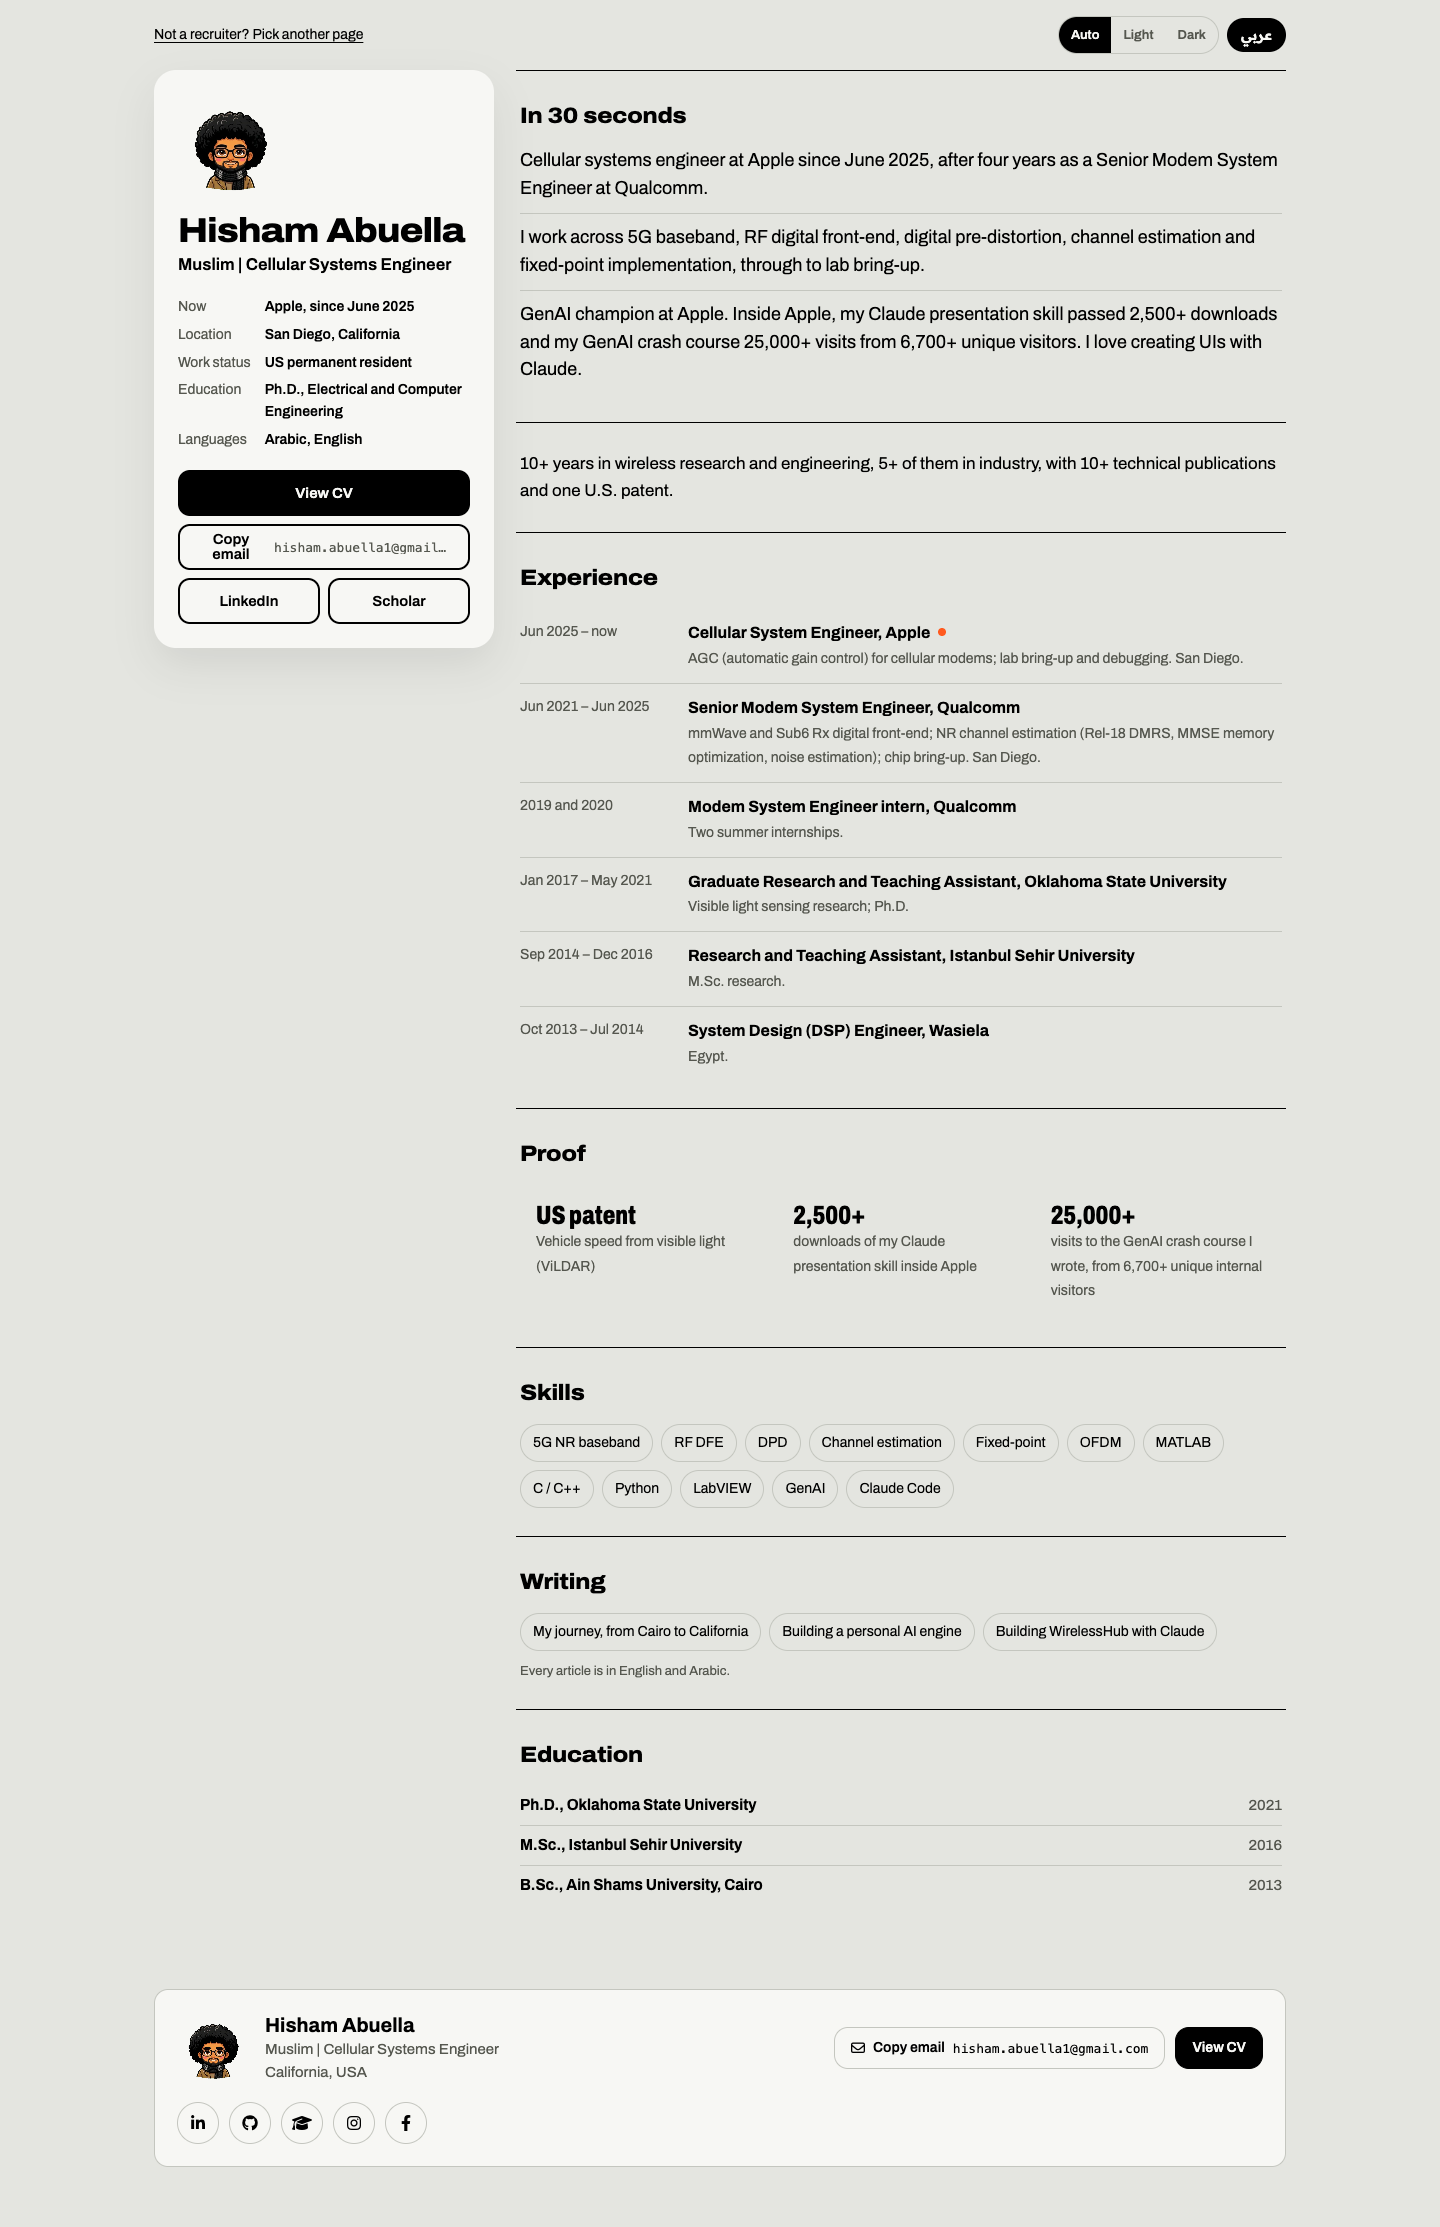 Not a recruiter? Pick another page
Auto
Light
Dark
عربي
Hisham Abuella
Muslim | Cellular Systems Engineer
Now Apple, since June 2025
Location San Diego, California
Work status US permanent resident
Education Ph.D., Electrical and Computer
Engineering
Languages Arabic, English
View CV
Copy
email
hisham.abuella1@gmail…
LinkedIn
Scholar
In 30 seconds
Cellular systems engineer at Apple since June 2025, after four years as a Senior Modem System
Engineer at Qualcomm.
I work across 5G baseband, RF digital front-end, digital pre-distortion, channel estimation and
fixed-point implementation, through to lab bring-up.
GenAI champion at Apple. Inside Apple, my Claude presentation skill passed 2,500+ downloads
and my GenAI crash course 25,000+ visits from 6,700+ unique visitors. I love creating UIs with
Claude.
10+ years in wireless research and engineering, 5+ of them in industry, with 10+ technical publications
and one U.S. patent.
Experience
Jun 2025 – now
Cellular System Engineer, Apple
AGC (automatic gain control) for cellular modems; lab bring-up and debugging. San Diego.
Jun 2021 – Jun 2025
Senior Modem System Engineer, Qualcomm
mmWave and Sub6 Rx digital front-end; NR channel estimation (Rel-18 DMRS, MMSE memory
optimization, noise estimation); chip bring-up. San Diego.
2019 and 2020
Modem System Engineer intern, Qualcomm
Two summer internships.
Jan 2017 – May 2021
Graduate Research and Teaching Assistant, Oklahoma State University
Visible light sensing research; Ph.D.
Sep 2014 – Dec 2016
Research and Teaching Assistant, Istanbul Sehir University
M.Sc. research.
Oct 2013 – Jul 2014
System Design (DSP) Engineer, Wasiela
Egypt.
Proof
US patent
Vehicle speed from visible light
(ViLDAR)
2,500+
downloads of my Claude
presentation skill inside Apple
25,000+
visits to the GenAI crash course I
wrote, from 6,700+ unique internal
visitors
Skills
5G NR baseband
RF DFE
DPD
Channel estimation
Fixed-point
OFDM
MATLAB
C / C++
Python
LabVIEW
GenAI
Claude Code
Writing
My journey, from Cairo to California
Building a personal AI engine
Building WirelessHub with Claude
Every article is in English and Arabic.
Education
Ph.D., Oklahoma State University 2021
M.Sc., Istanbul Sehir University 2016
B.Sc., Ain Shams University, Cairo 2013
Hisham Abuella
Muslim | Cellular Systems Engineer
California, USA
Copy email hisham.abuella1@gmail.com
View CV